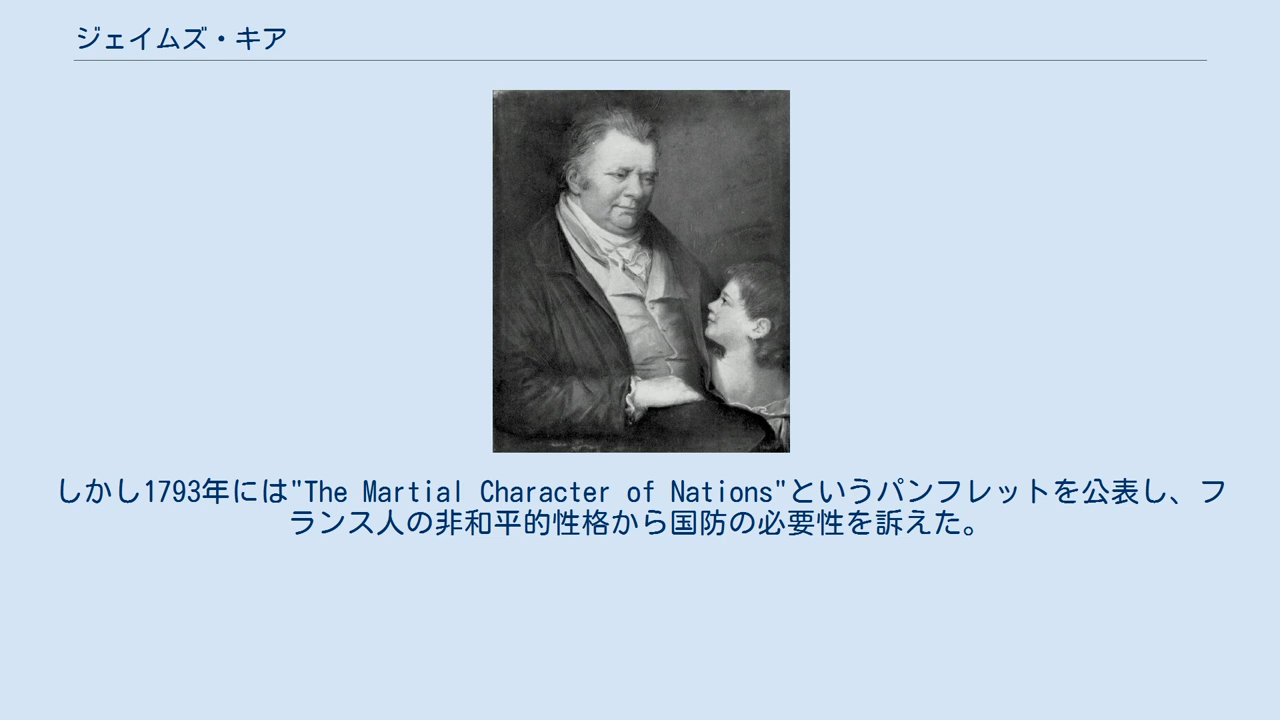 ジェイムズ・キア
しかし1793年には"The Martial Character of Nations"というパンフレットを公表し、フ
ランス人の非和平的性格から国防の必要性を訴えた。